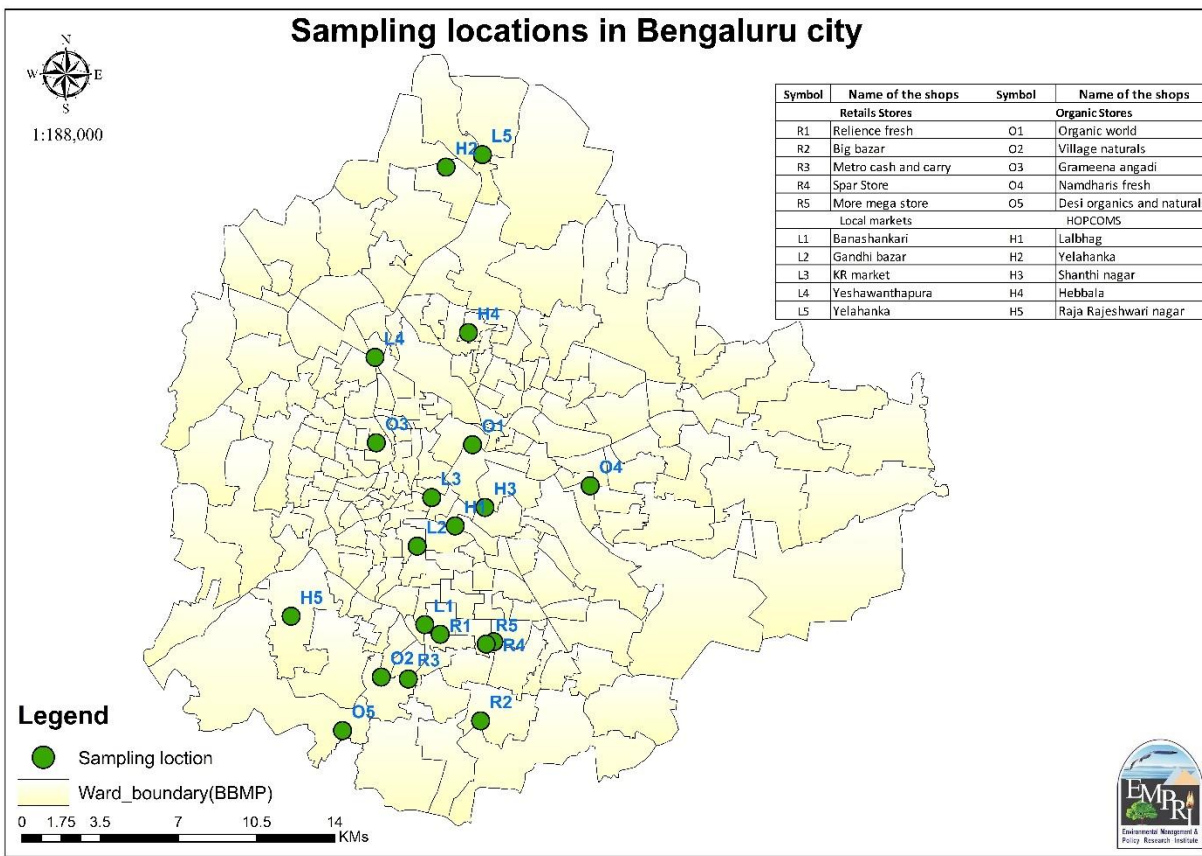 Sampling locations in Bengaluru city
N
W E
S
1:188,000
Symbol Name of the shops Symbol Name of the shops
Retails Stores Organic Stores
R1 Relience fresh O1 Organic world
R2 Big bazar O2 Village naturals
R3 Metro cash and carry O3 Grameena angadi
R4 Spar Store O4 Namdharis fresh
R5 More mega store O5 Desi organics and natural
Local markets HOPCOMS
L1 Banashankari H1 Lalbhag
L2 Gandhi bazar H2 Yelahanka
L3 KR market H3 Shanthi nagar
L4 Yeshawanthapura H4 Hebbala
L5 Yelahanka H5 Raja Rajeshwari nagar
L5
H2
H4
L4
O3
O1
O4
L3
H3
H1
L2
H5
L1
R1
R5
R4
O2
R3
R2
O5
Legend
Sampling loction
Ward_boundary(BBMP)
0 1.75 3.5 7 10.5 14
KMs
EMPRI
Environmental Management &
Policy Research Institute